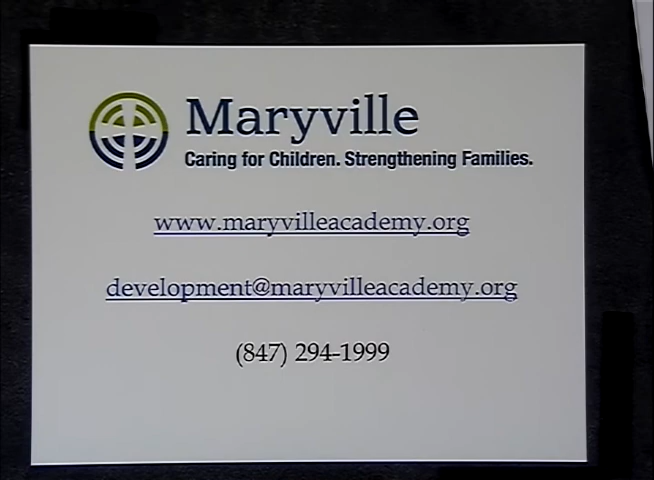 Maryville
Caring for Children. Strengthening Families.
www.maryvilleacademy.org
development@maryvilleacademy.org
(847) 294-1999